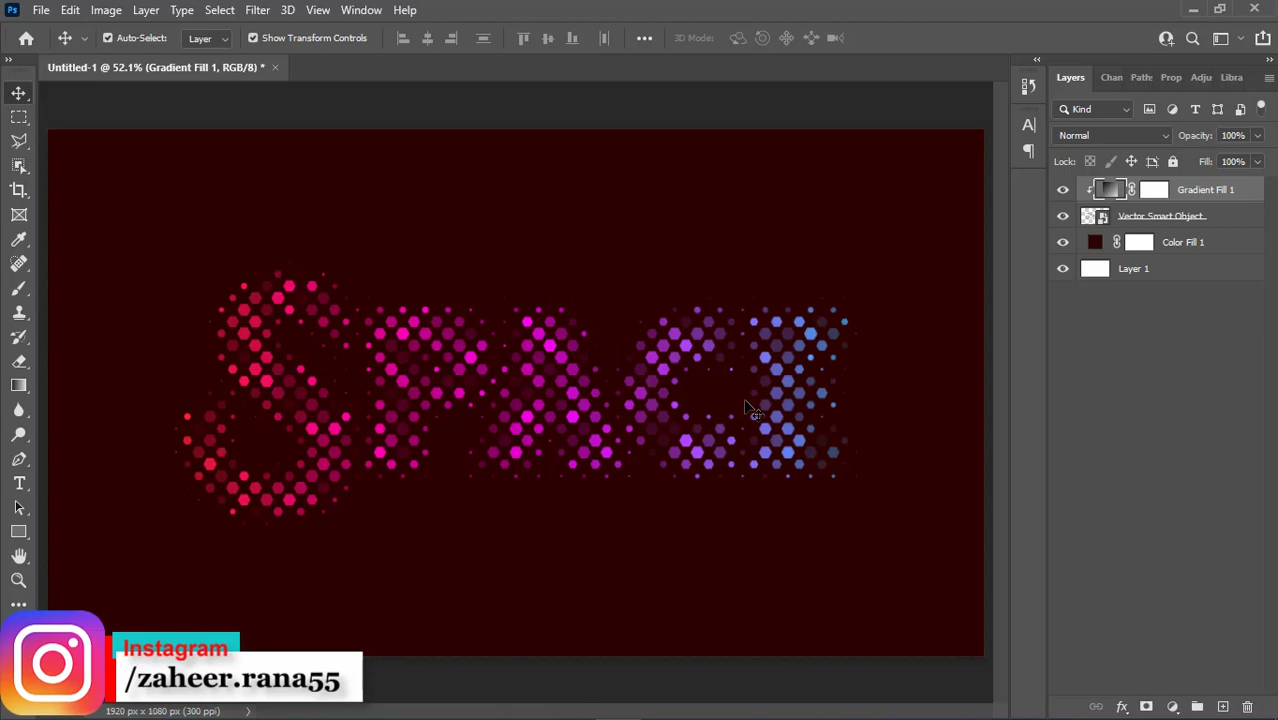 Ps File Edit Image Layer Type Select Filter 3D View Window Help
Auto-Select: Layer Show Transform Controls 3D Mode:
Untitled-1 @ 52.1% (Gradient Fill 1, RGB/8) *
Layers Chan Paths Prop Adju Libra
Kind
Normal Opacity: 100%
Lock: Fill: 100%
Gradient Fill 1
Vector Smart Object
Color Fill 1
Layer 1
SPACI
Instagram
/zaheer.rana55
1920 px x 1080 px (300 ppi)